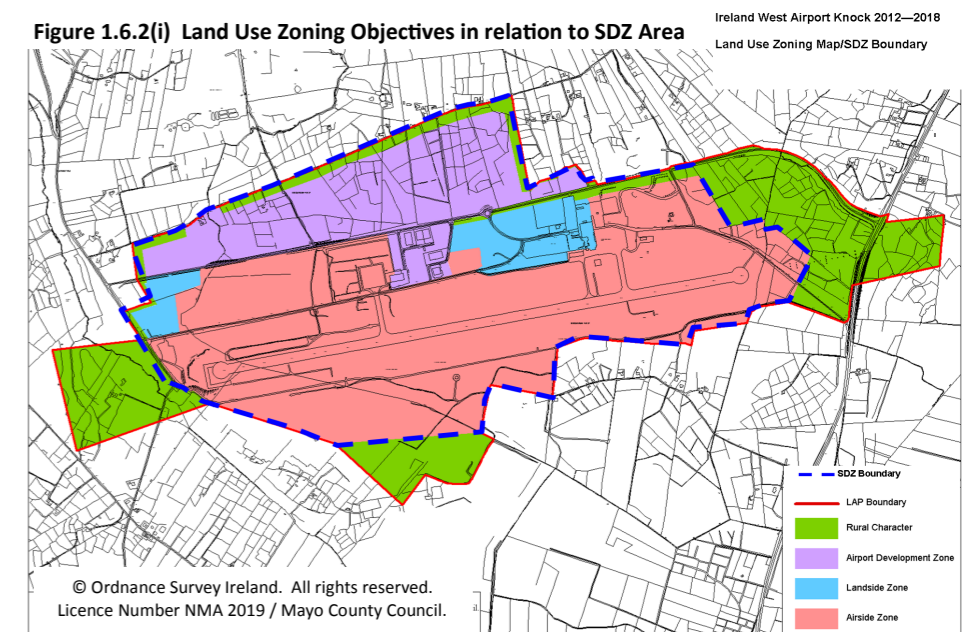 Figure 1.6.2(i) Land Use Zoning Objectives in relation to SDZ Area
Ireland West Airport Knock 2012—2018
Land Use Zoning Map/SDZ Boundary
SDZ Boundary
LAP Boundary
Rural Character
Airport Development Zone
Landside Zone
Airside Zone
© Ordnance Survey Ireland. All rights reserved.
Licence Number NMA 2019 / Mayo County Council.